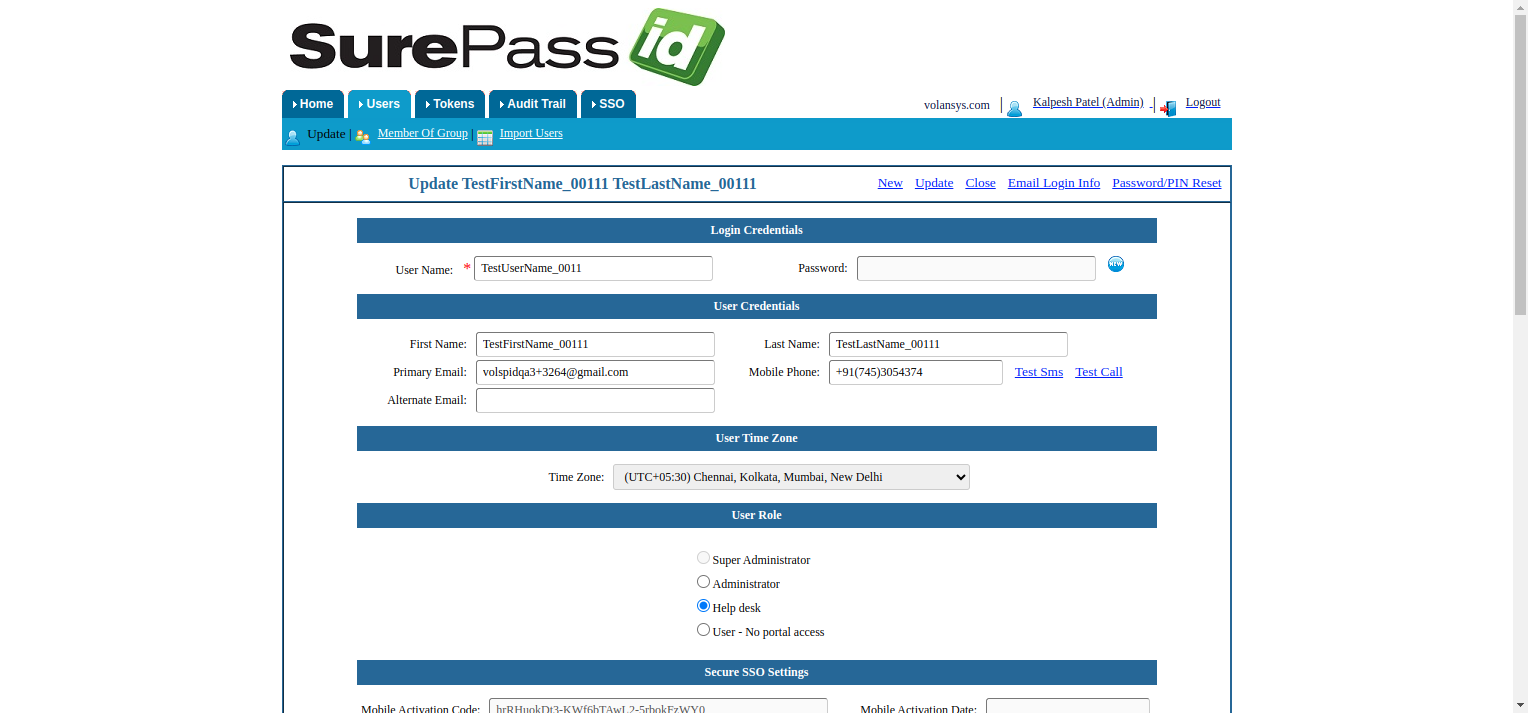 SurePass id
Home Users Tokens Audit Trail SSO volansys.com | Kalpesh Patel (Admin) - | Logout
Update | Member Of Group | Import Users
Update TestFirstName_00111 TestLastName_00111 New Update Close Email Login Info Password/PIN Reset
Login Credentials
User Name: * TestUserName_0011 Password: NEW
User Credentials
First Name: TestFirstName_00111 Last Name: TestLastName_00111
Primary Email: volspidqa3+3264@gmail.com Mobile Phone: +91(745)3054374 Test Sms Test Call
Alternate Email:
User Time Zone
Time Zone: (UTC+05:30) Chennai, Kolkata, Mumbai, New Delhi
User Role
Super Administrator
Administrator
Help desk
User - No portal access
Secure SSO Settings
Mobile Activation Code: Mobile Activation Date: